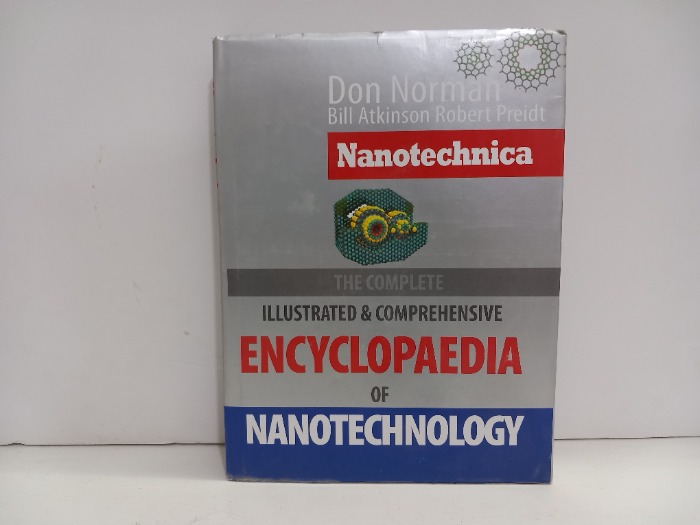 Don Norman
Bill Atkinson Robert Preidt
Nanotechnica
THE COMPLETE
ILLUSTRATED & COMPREHENSIVE
ENCYCLOPAEDIA
OF
NANOTECHNOLOGY